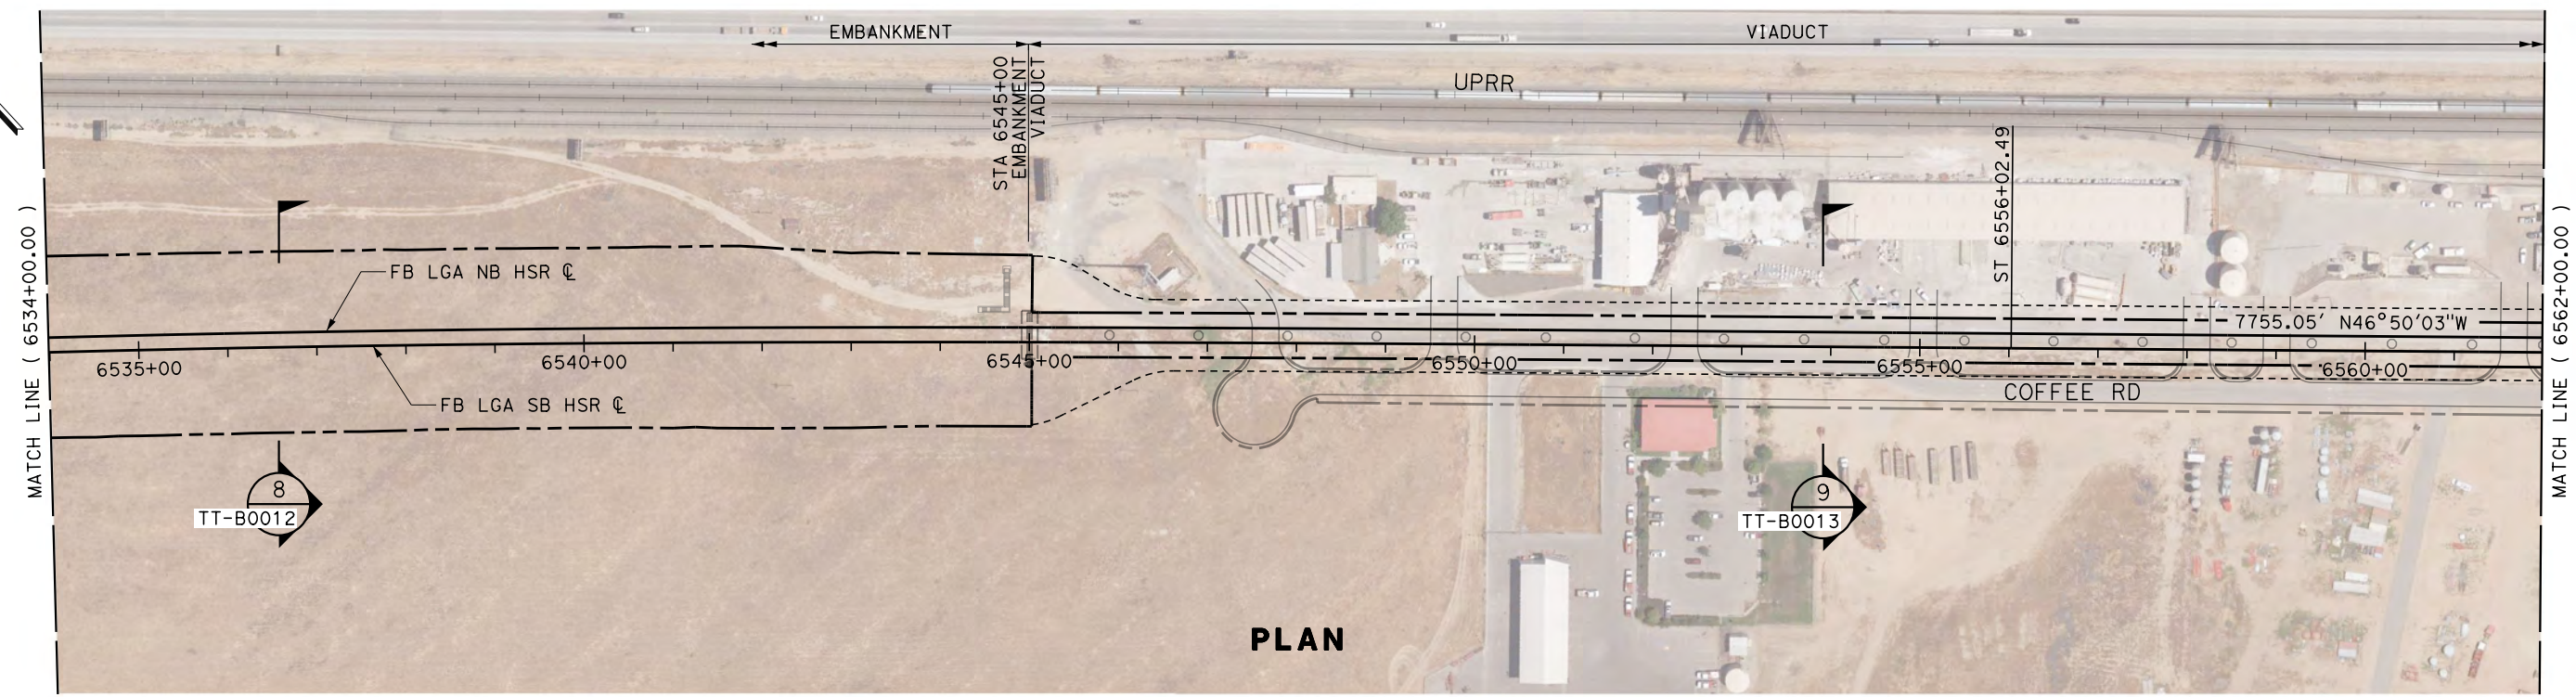 EMBANKMENT
VIADUCT
STA 6545+00
EMBANKMENT
VIADUCT
UPRR
ST 6556+02.49
MATCH LINE ( 6534+00.00 )
MATCH LINE ( 6562+00.00 )
FB LGA NB HSR ℄
7755.05' N46°50'03"W
6535+00
6540+00
6545+00
6550+00
6555+00
6560+00
FB LGA SB HSR ℄
COFFEE RD
8
TT-B0012
9
TT-B0013
PLAN